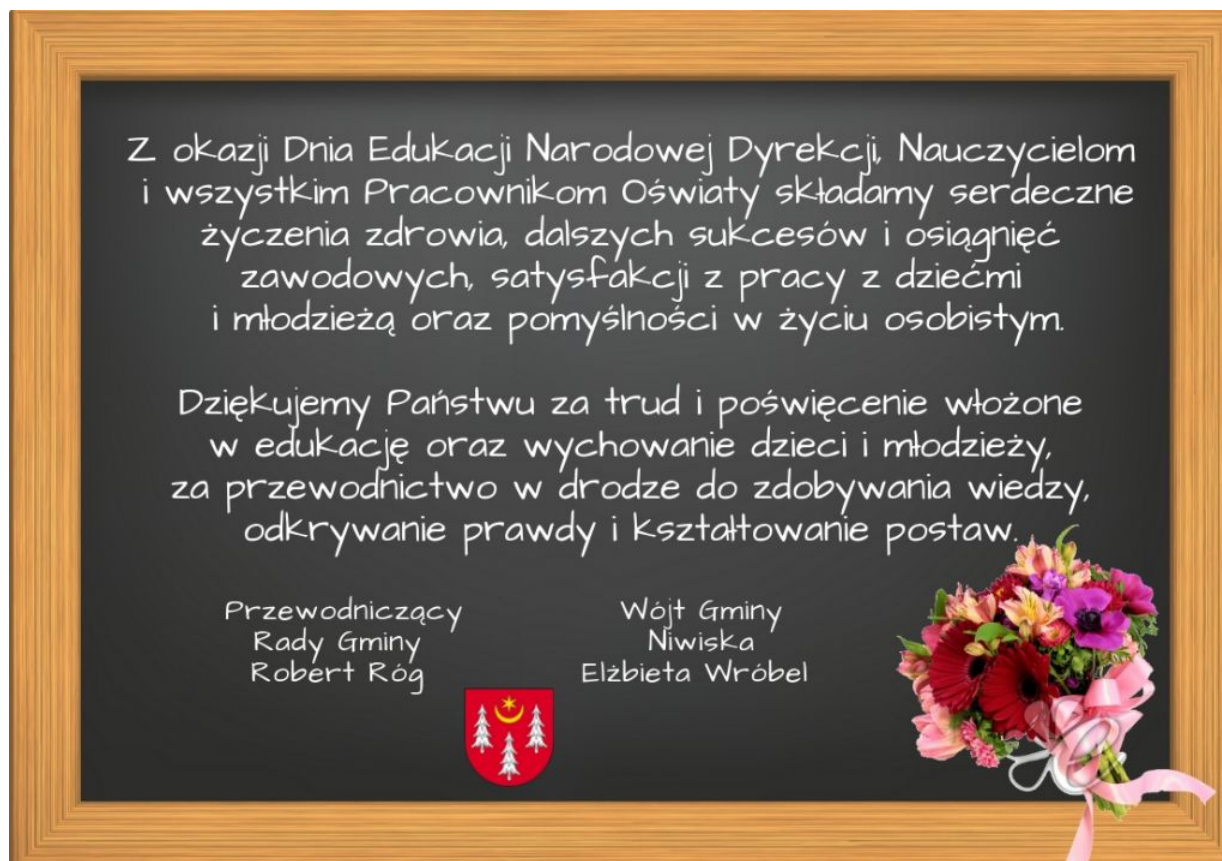 Z okazji Dnia Edukacji Narodowej Dyrekcji, Nauczycielom
i wszystkim Pracownikom Oświaty składamy serdeczne
życzenia zdrowia, dalszych sukcesów i osiągnięć
zawodowych, satysfakcji z pracy z dziećmi
i młodzieżą oraz pomyślności w życiu osobistym.
Dziękujemy Państwu za trud i poświęcenie włożone
w edukację oraz wychowanie dzieci i młodzieży,
za przewodnictwo w drodze do zdobywania wiedzy,
odkrywanie prawdy i kształtowanie postaw.
Przewodniczący
Rady Gminy
Robert Róg
Wójt Gminy
Niwiska
Elżbieta Wróbel